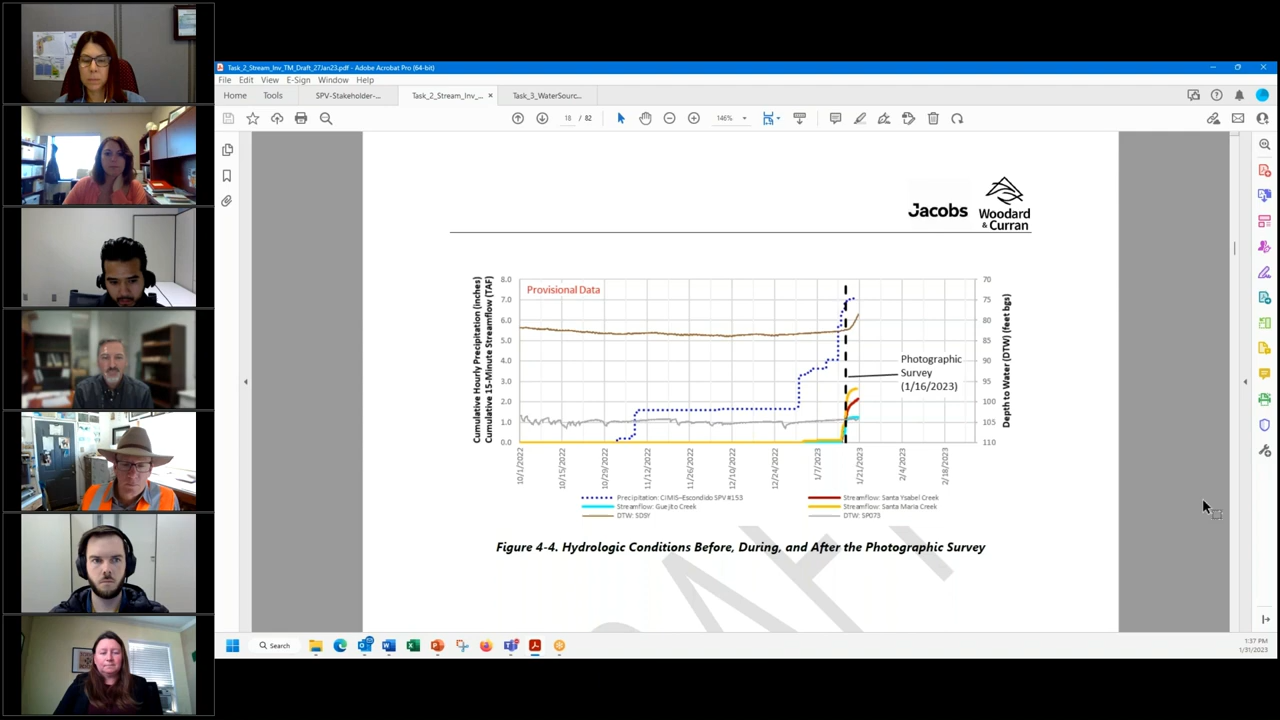 Task_2_Stream_Inv_TM_Draft_27Jan23.pdf - Adobe Acrobat Pro (64-bit)
File Edit View E-Sign Window Help
Home Tools SPV-Stakeholder-... Task_2_Stream_Inv_... × Task_3_WaterSourc...
18 / 82 146%
Jacobs
Woodard
& Curran
Cumulative Hourly Precipitation (inches)
Cumulative 15-Minute Streamflow (TAF)
8.0
7.0
6.0
5.0
4.0
3.0
2.0
1.0
0.0
Provisional Data
Photographic
Survey
(1/16/2023)
70
75
80
85
90
95
100
105
110
Depth to Water (DTW) (feet bgs)
10/1/2022
10/15/2022
10/29/2022
11/12/2022
11/26/2022
12/10/2022
12/24/2022
1/7/2023
1/21/2023
2/4/2023
2/18/2023
Precipitation: CIMIS–Escondido SPV #153
Streamflow: Santa Ysabel Creek
Streamflow: Guejito Creek
Streamflow: Santa Maria Creek
DTW: SDSY
DTW: SP073
Figure 4-4. Hydrologic Conditions Before, During, and After the Photographic Survey
Search
1:37 PM
1/31/2023